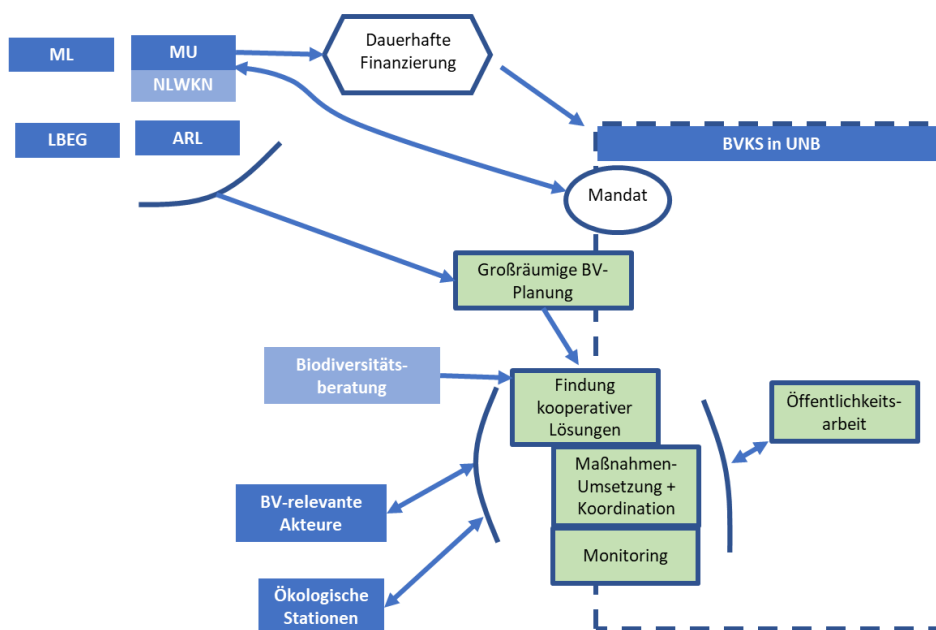 ML
MU
NLWKN
Dauerhafte
Finanzierung
LBEG
ARL
BVKS in UNB
Mandat
Großräumige BV-
Planung
Biodiversitäts-
beratung
Findung
kooperativer
Lösungen
Öffentlichkeits-
arbeit
Maßnahmen-
Umsetzung +
Koordination
BV-relevante
Akteure
Monitoring
Ökologische
Stationen